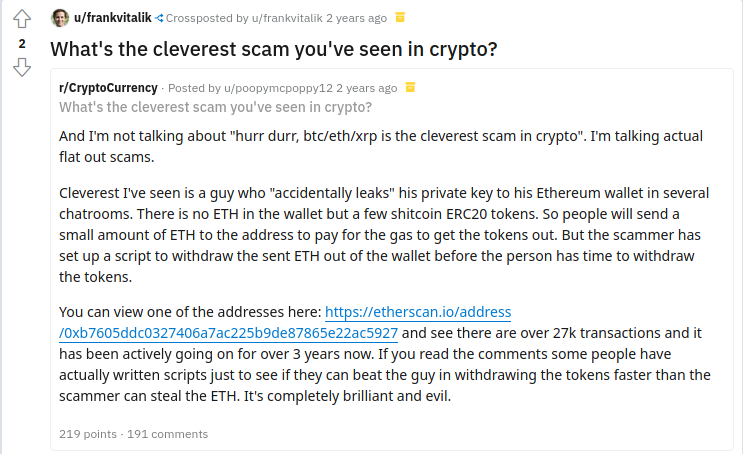 u/frankvitalik Crossposted by u/frankvitalik 2 years ago
2
What's the cleverest scam you've seen in crypto?
r/CryptoCurrency · Posted by u/poopymcpoppy12 2 years ago
What's the cleverest scam you've seen in crypto?
And I'm not talking about "hurr durr, btc/eth/xrp is the cleverest scam in crypto". I'm talking actual
flat out scams.
Cleverest I've seen is a guy who "accidentally leaks" his private key to his Ethereum wallet in several
chatrooms. There is no ETH in the wallet but a few shitcoin ERC20 tokens. So people will send a
small amount of ETH to the address to pay for the gas to get the tokens out. But the scammer has
set up a script to withdraw the sent ETH out of the wallet before the person has time to withdraw
the tokens.
You can view one of the addresses here: https://etherscan.io/address
/0xb7605ddc0327406a7ac225b9de87865e22ac5927 and see there are over 27k transactions and it
has been actively going on for over 3 years now. If you read the comments some people have
actually written scripts just to see if they can beat the guy in withdrawing the tokens faster than the
scammer can steal the ETH. It's completely brilliant and evil.
219 points · 191 comments